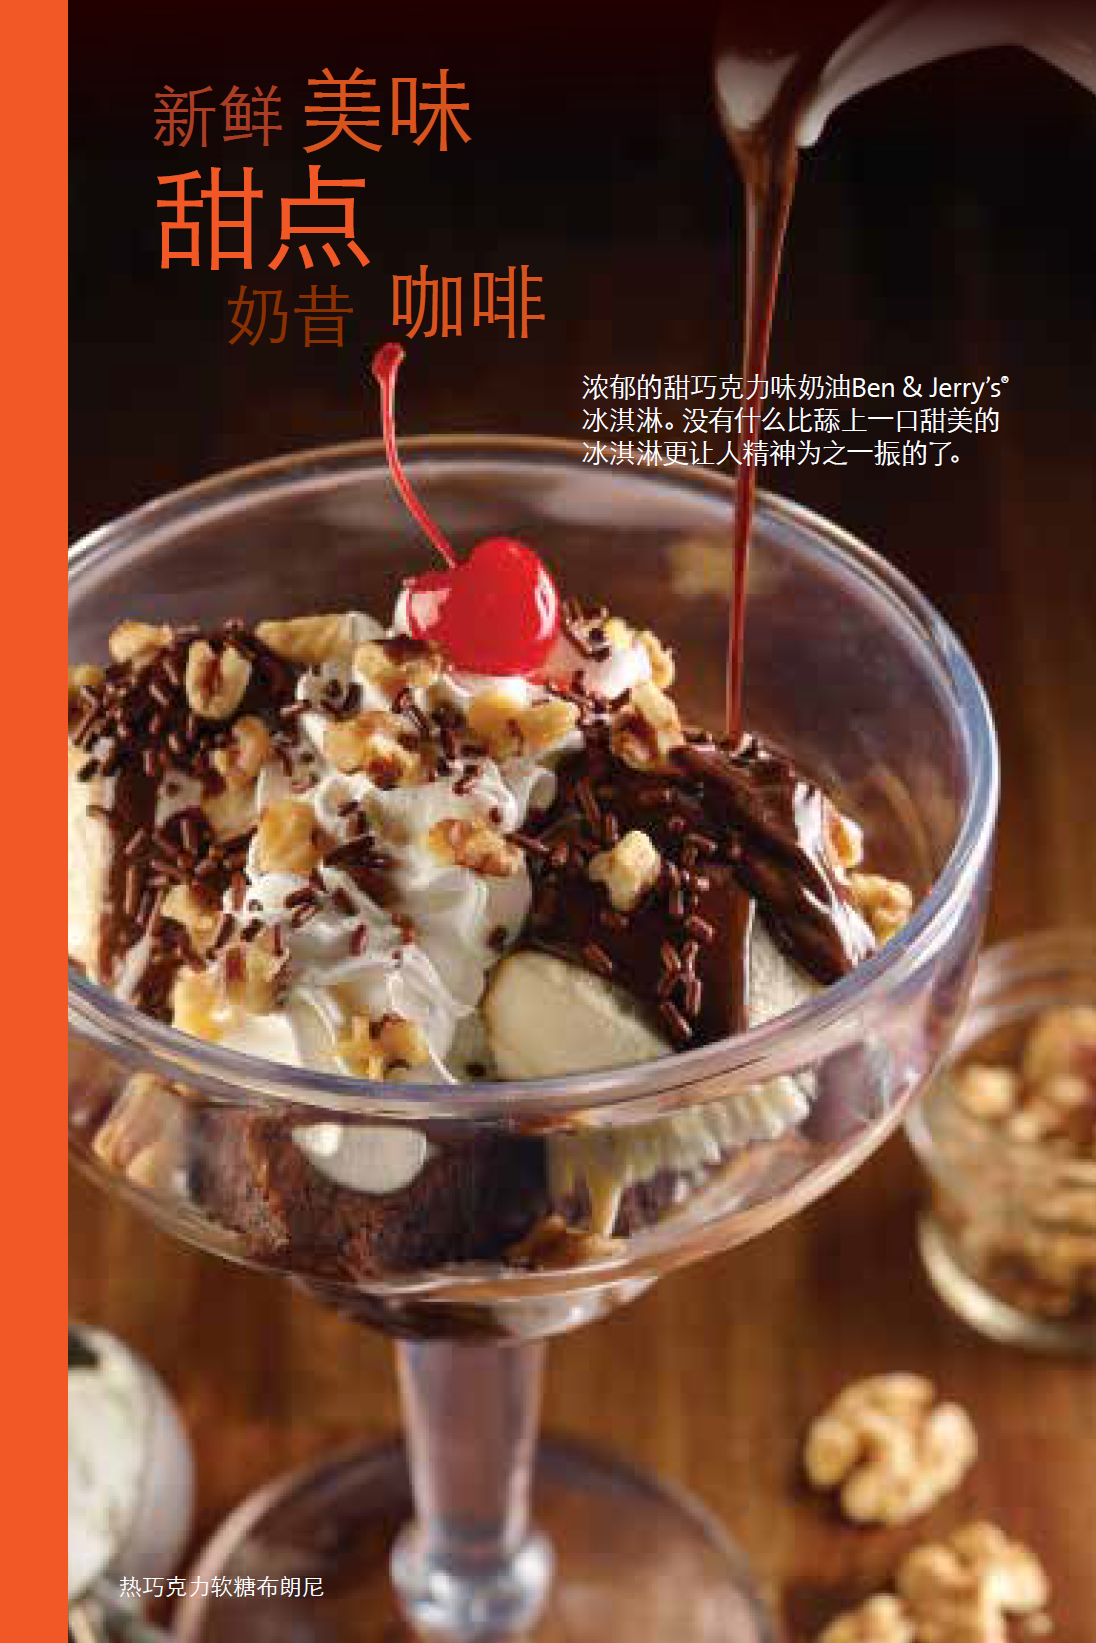 新鲜 美味
甜点
奶昔 咖啡
浓郁的甜巧克力味奶油Ben & Jerry’s®
冰淇淋。没有什么比舔上一口甜美的
冰淇淋更让人精神为之一振的了。
热巧克力软糖布朗尼